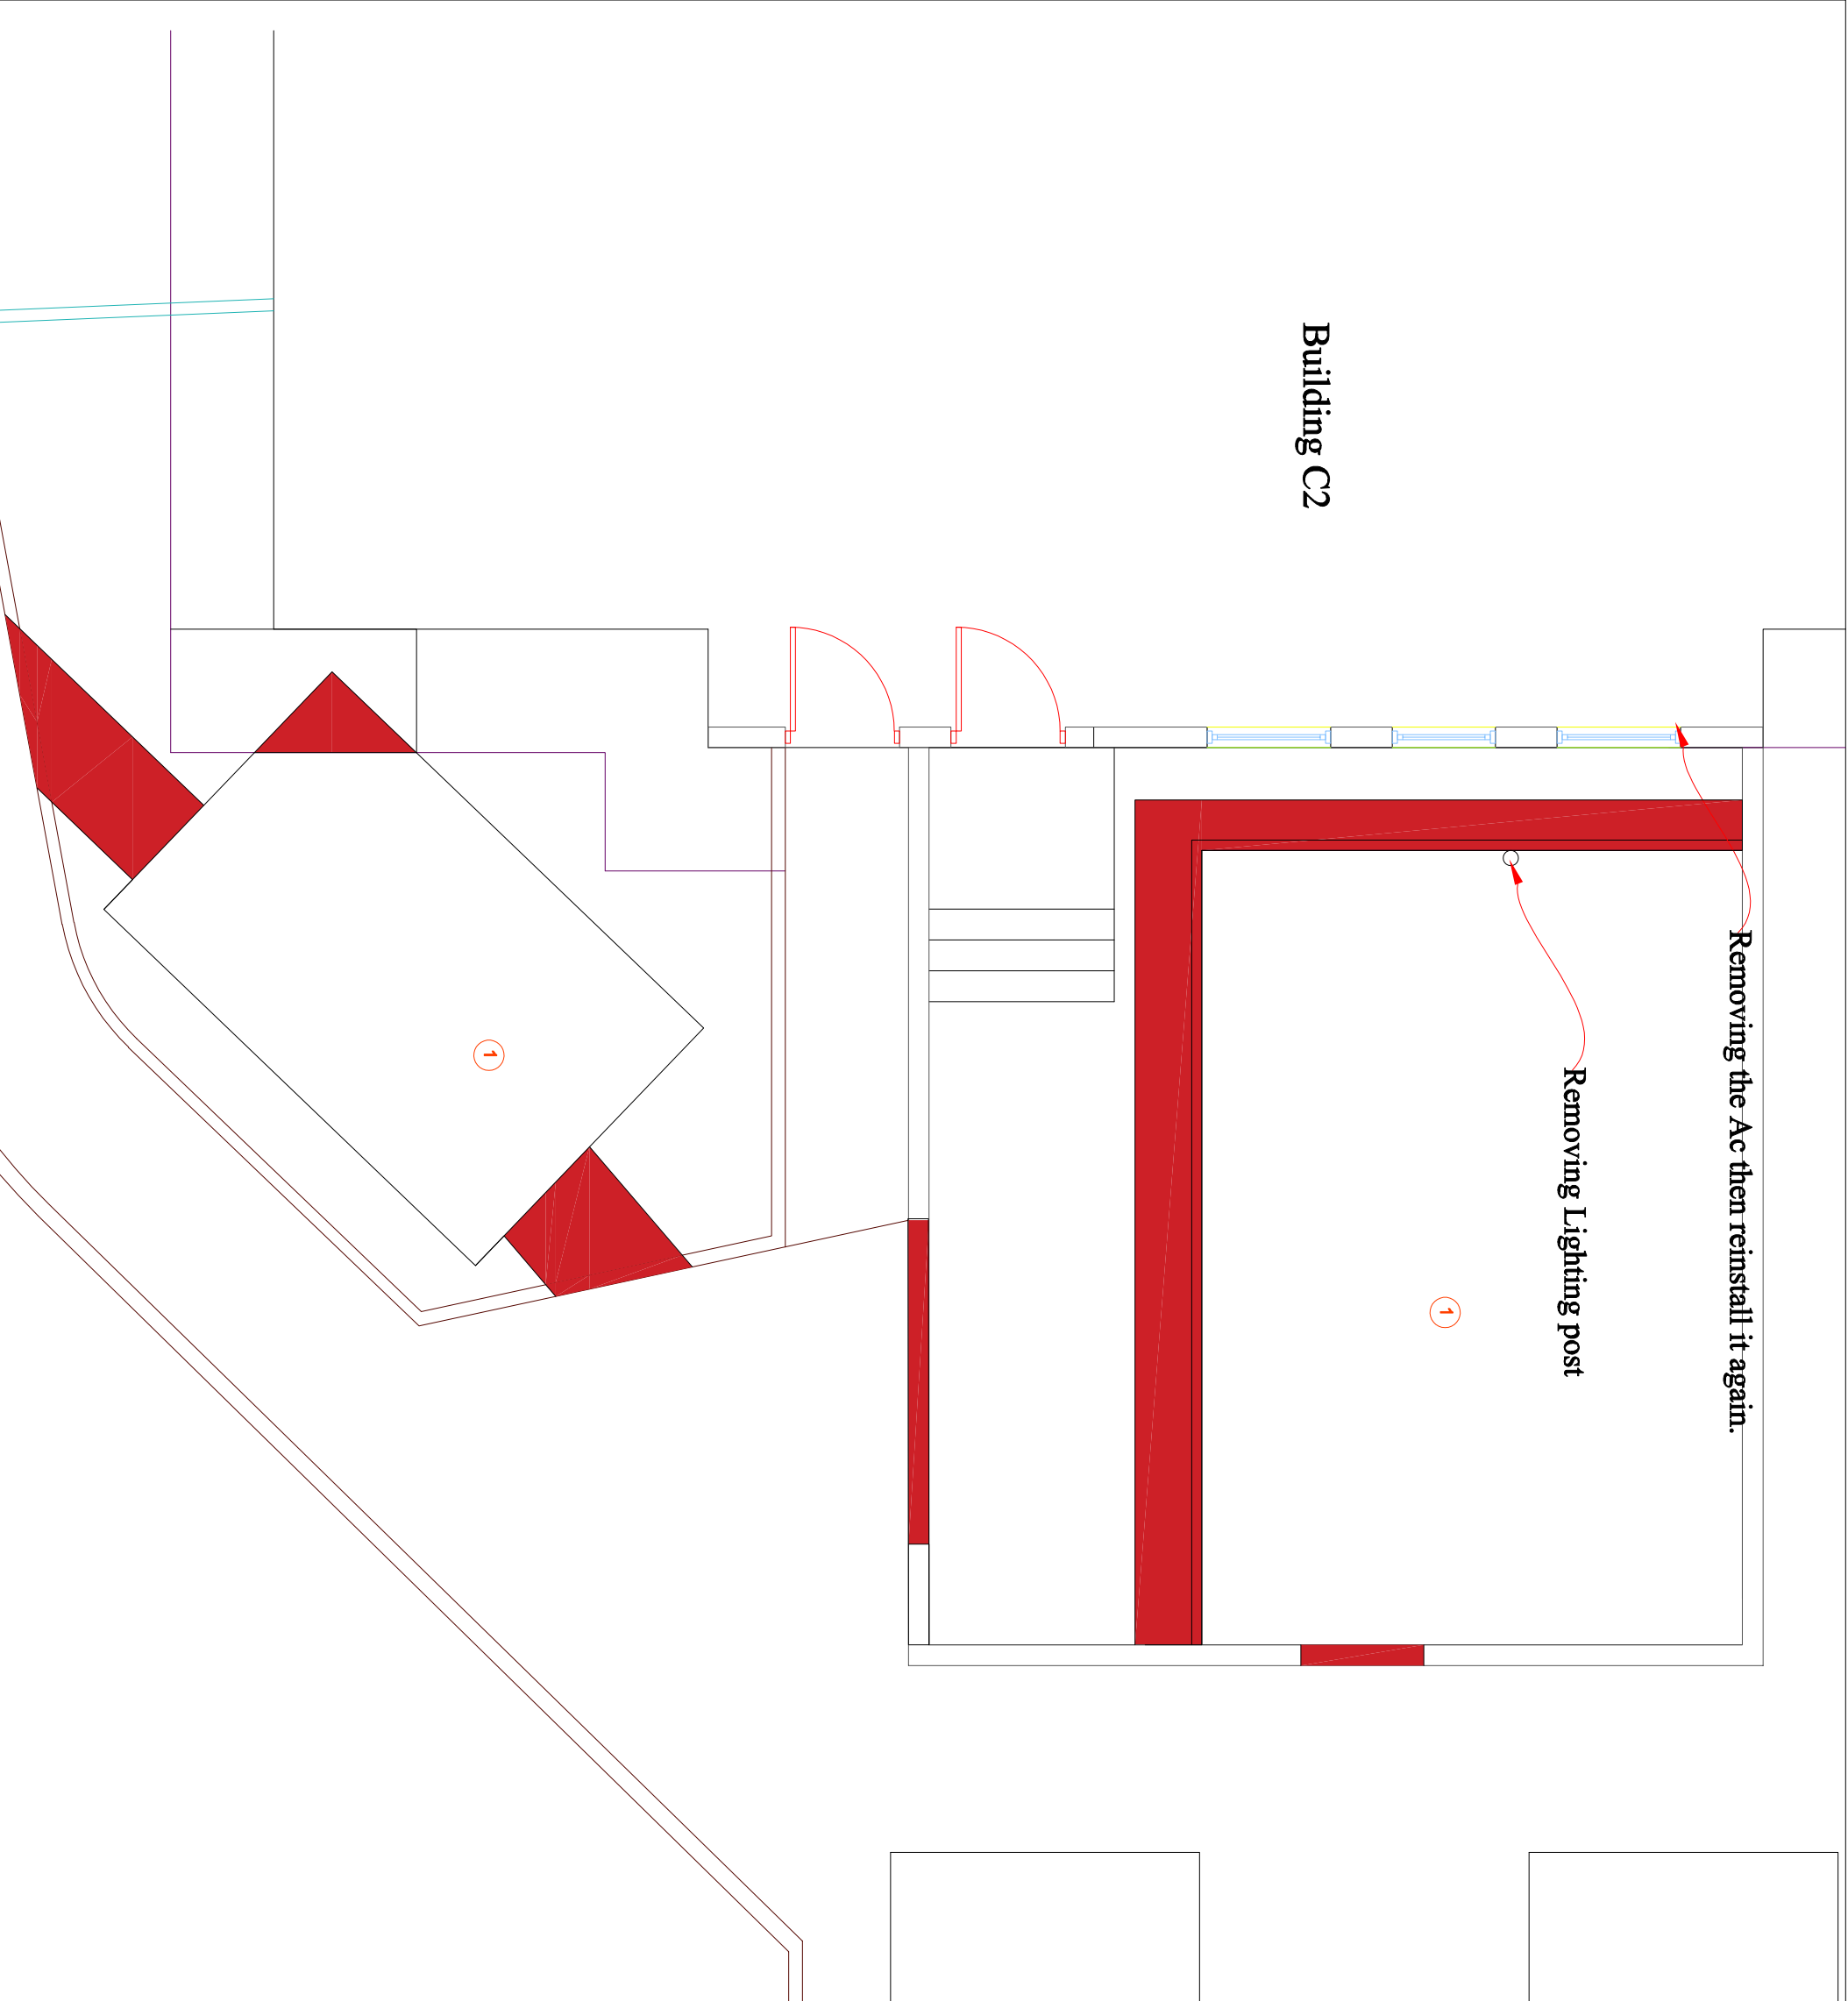 Building C2
Removing the Ac then reinstall it again.
Removing Lighting post
1
1